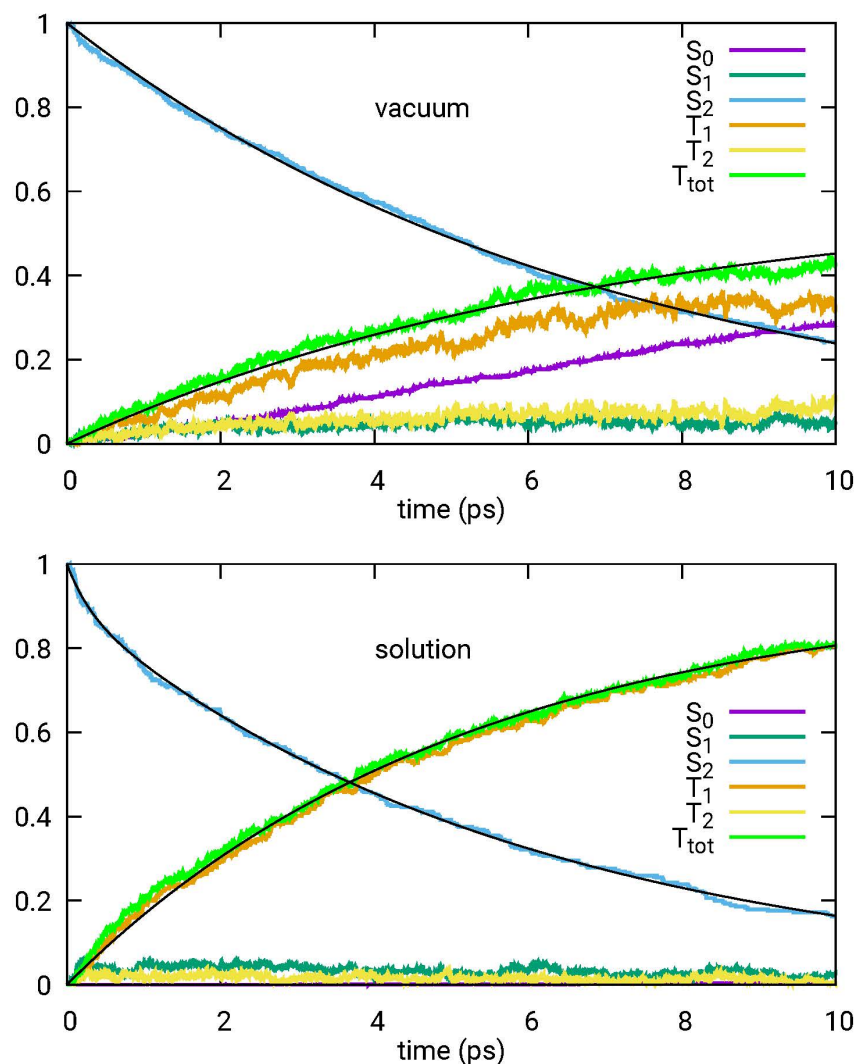 1
0.8
0.6
0.4
0.2
0
vacuum
S0
S1
S2
T1
T2
Ttot
0 2 4 6 8 10
time (ps)
1
0.8
0.6
0.4
0.2
0
solution
S0
S1
S2
T1
T2
Ttot
0 2 4 6 8 10
time (ps)